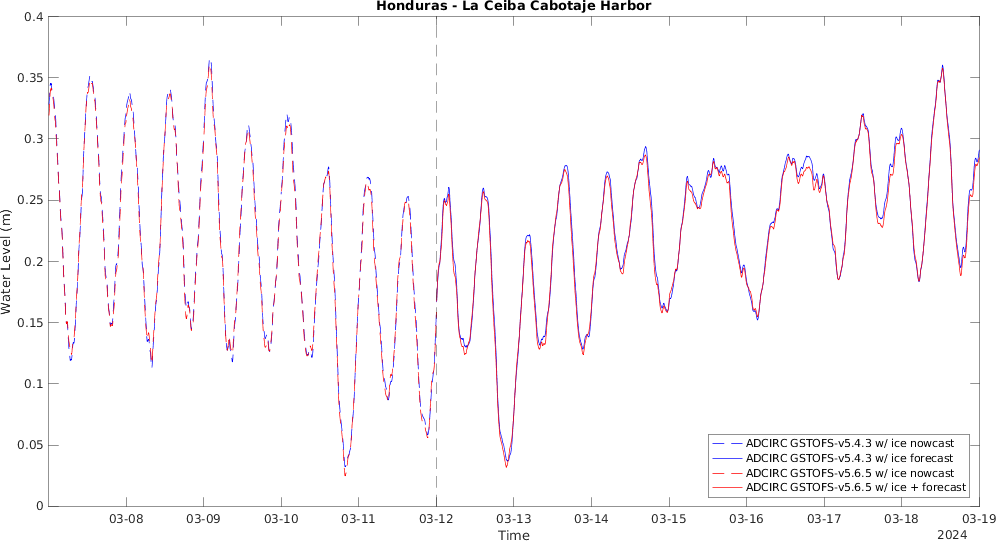 Honduras - La Ceiba Cabotaje Harbor
0.4
0.35
0.3
0.25
0.2
0.15
0.1
0.05
0
Water Level (m)
ADCIRC GSTOFS-v5.4.3 w/ ice nowcast
ADCIRC GSTOFS-v5.4.3 w/ ice forecast
ADCIRC GSTOFS-v5.6.5 w/ ice nowcast
ADCIRC GSTOFS-v5.6.5 w/ ice + forecast
03-08 03-09 03-10 03-11 03-12 03-13 03-14 03-15 03-16 03-17 03-18 03-19
Time 2024